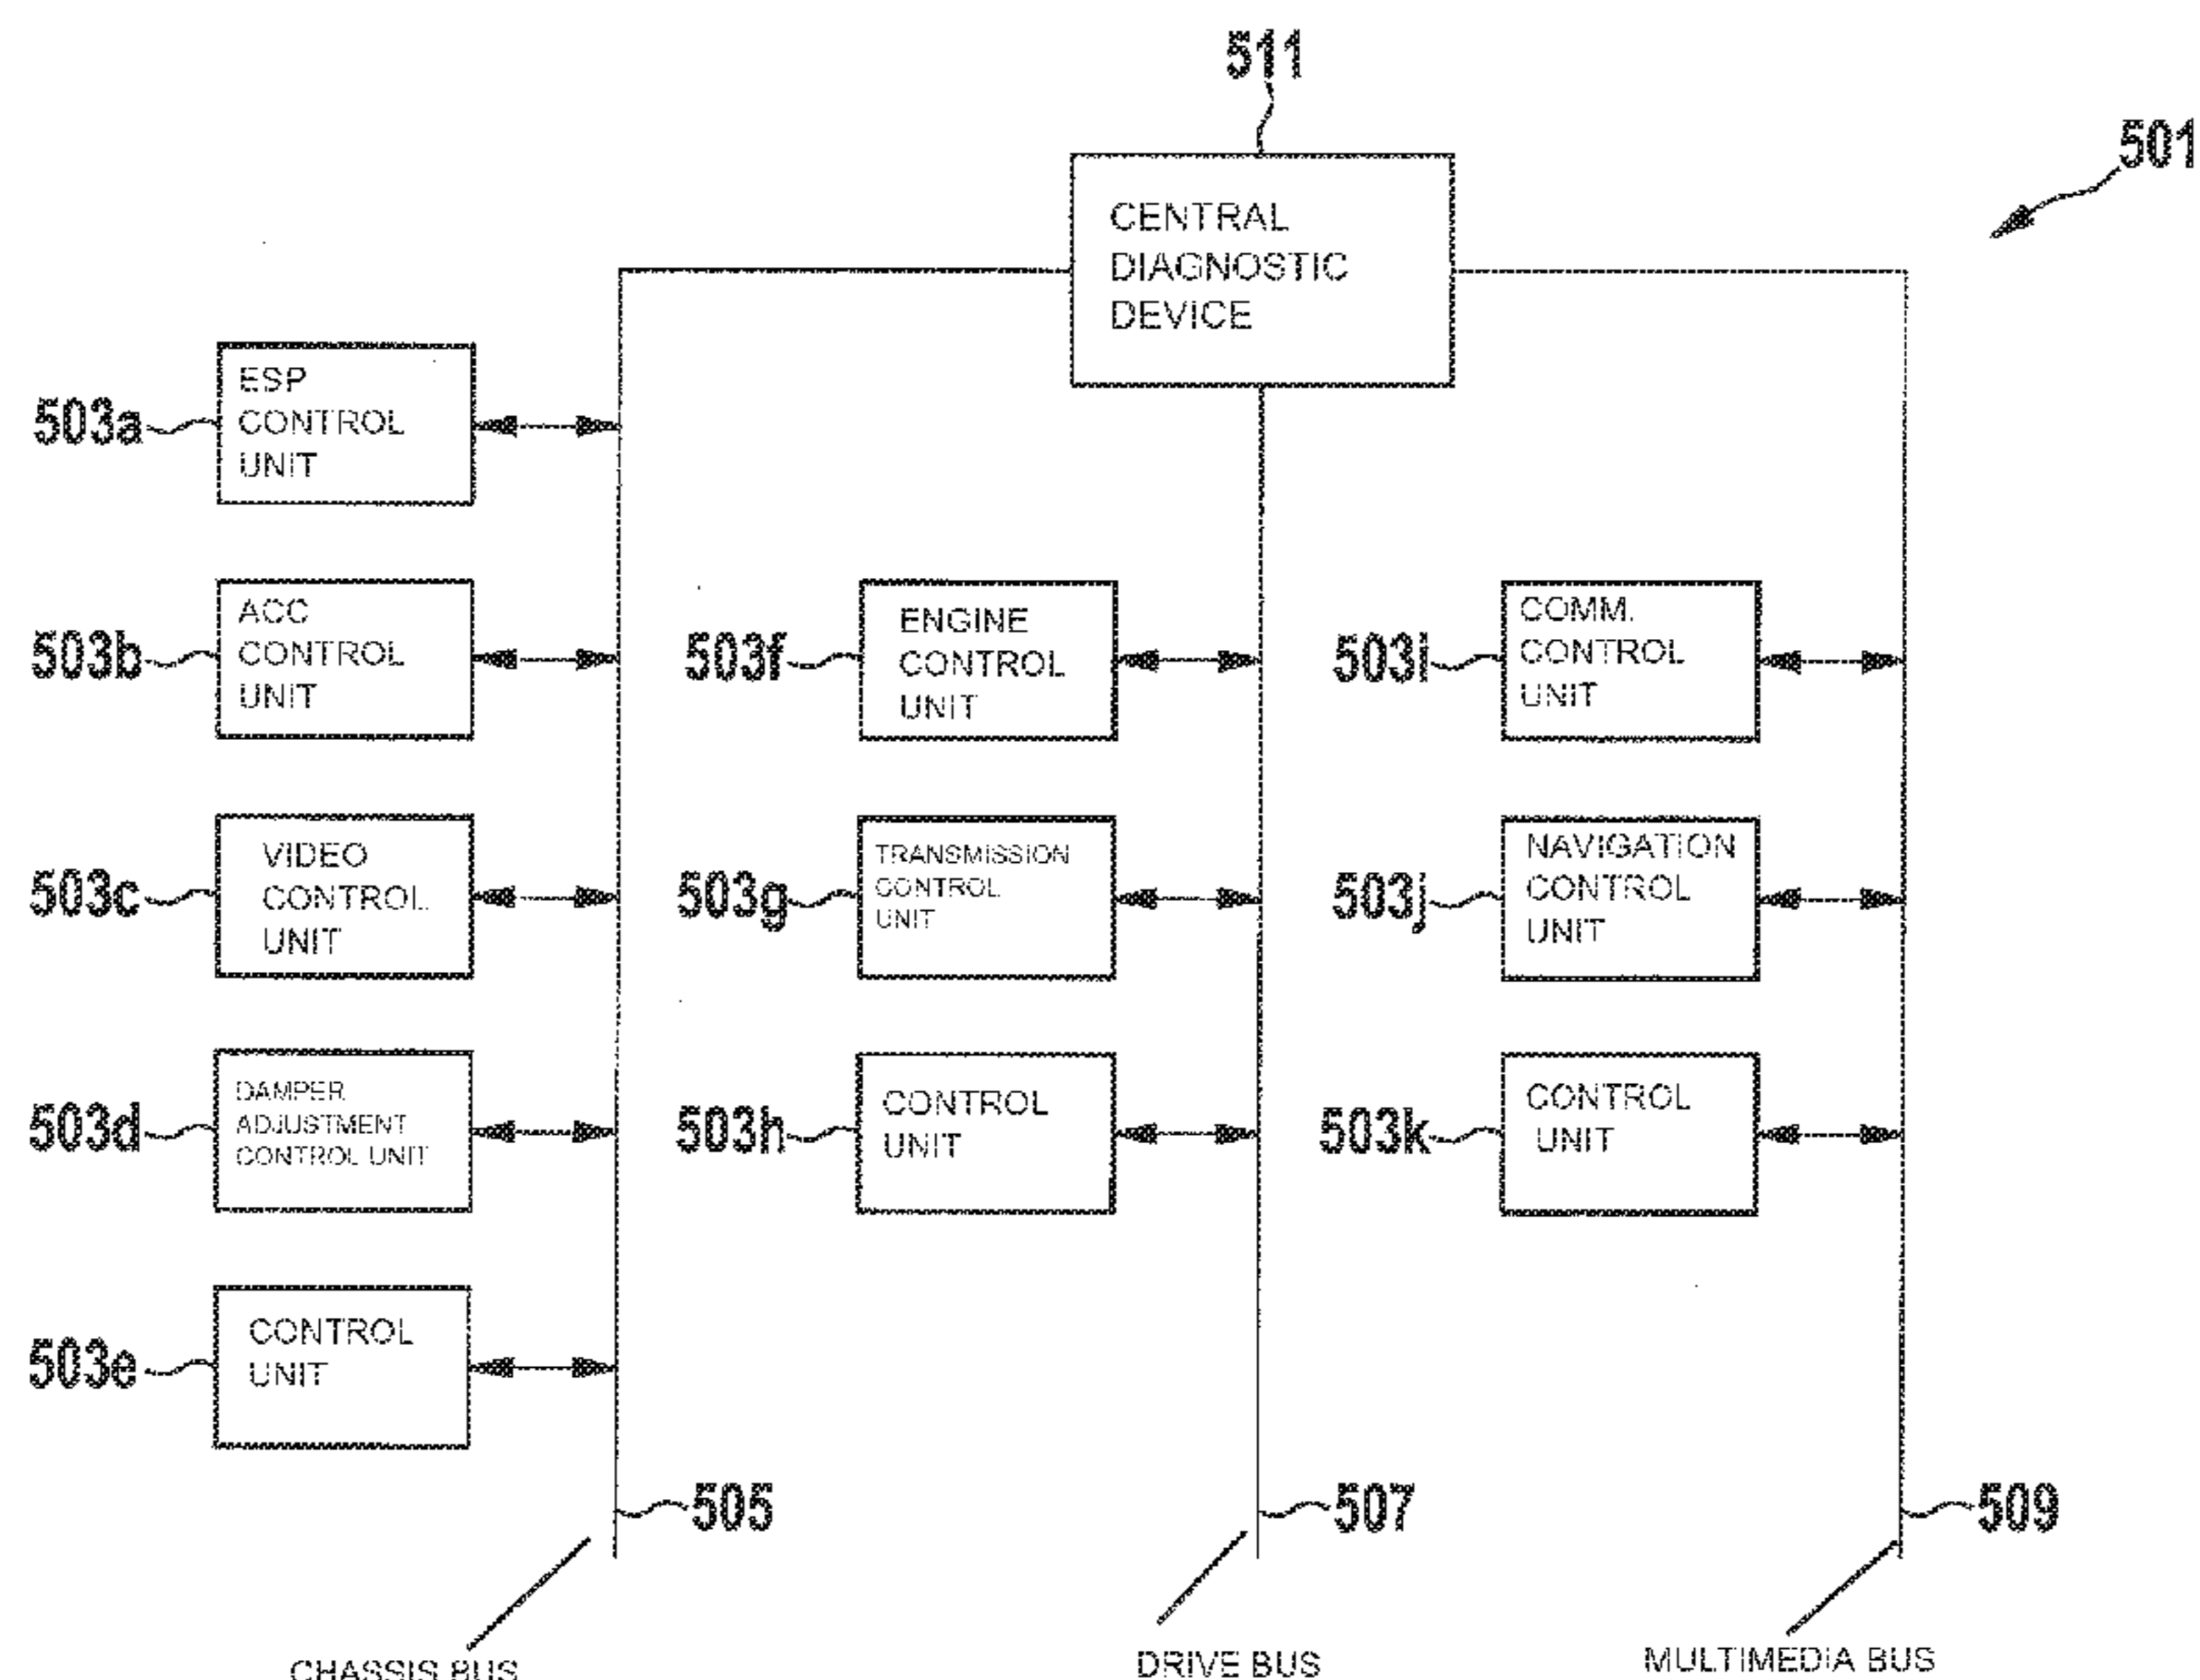 511
501
CENTRAL
DIAGNOSTIC
DEVICE
503a
ESP
CONTROL
UNIT
503b
ACC
CONTROL
UNIT
503f
ENGINE
CONTROL
UNIT
503i
COMM.
CONTROL
UNIT
503c
VIDEO
CONTROL
UNIT
503g
TRANSMISSION
CONTROL
UNIT
503j
NAVIGATION
CONTROL
UNIT
503d
DAMPER
ADJUSTMENT
CONTROL UNIT
503h
CONTROL
UNIT
503k
CONTROL
UNIT
503e
CONTROL
UNIT
505
507
509
CHASSIS BUS
DRIVE BUS
MULTIMEDIA BUS